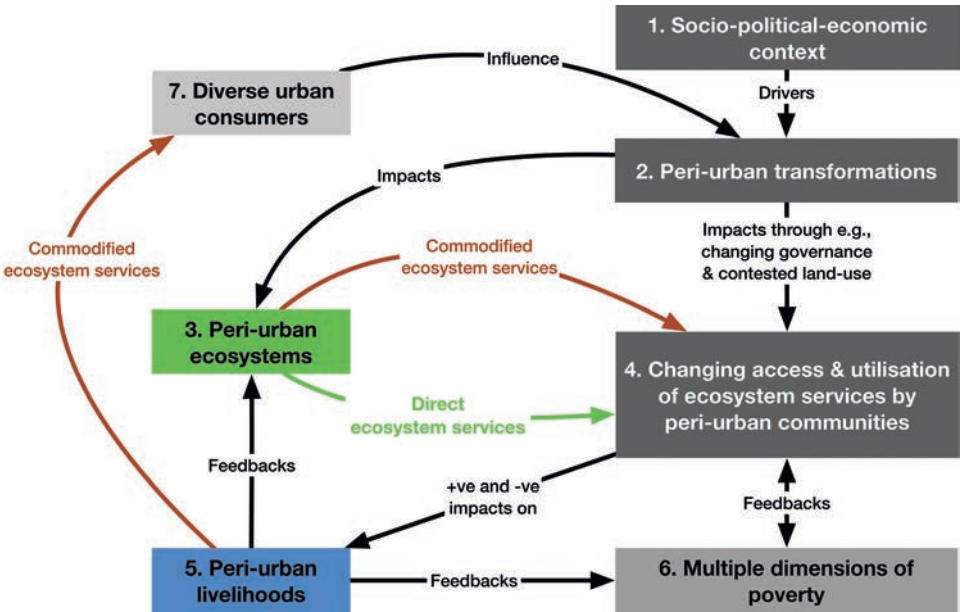 1. Socio-political-economic
context
Influence
7. Diverse urban
consumers
Drivers
2. Peri-urban transformations
Impacts
Impacts through e.g.,
changing governance
& contested land-use
Commodified
ecosystem services
Commodified
ecosystem services
3. Peri-urban
ecosystems
4. Changing access & utilisation
of ecosystem services by
peri-urban communities
Direct
ecosystem services
Feedbacks
+ve and -ve
impacts on
Feedbacks
5. Peri-urban
livelihoods
Feedbacks
6. Multiple dimensions of
poverty